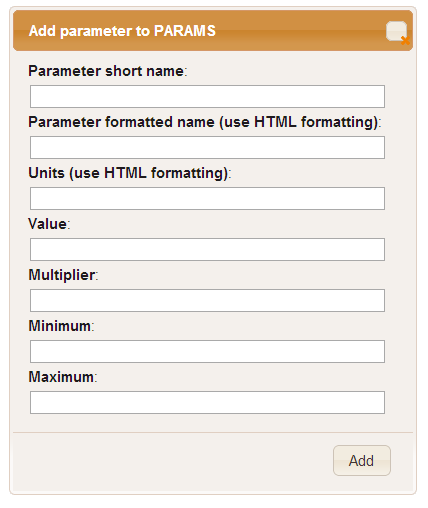 Add parameter to PARAMS
Parameter short name:
Parameter formatted name (use HTML formatting):
Units (use HTML formatting):
Value:
Multiplier:
Minimum:
Maximum:
Add